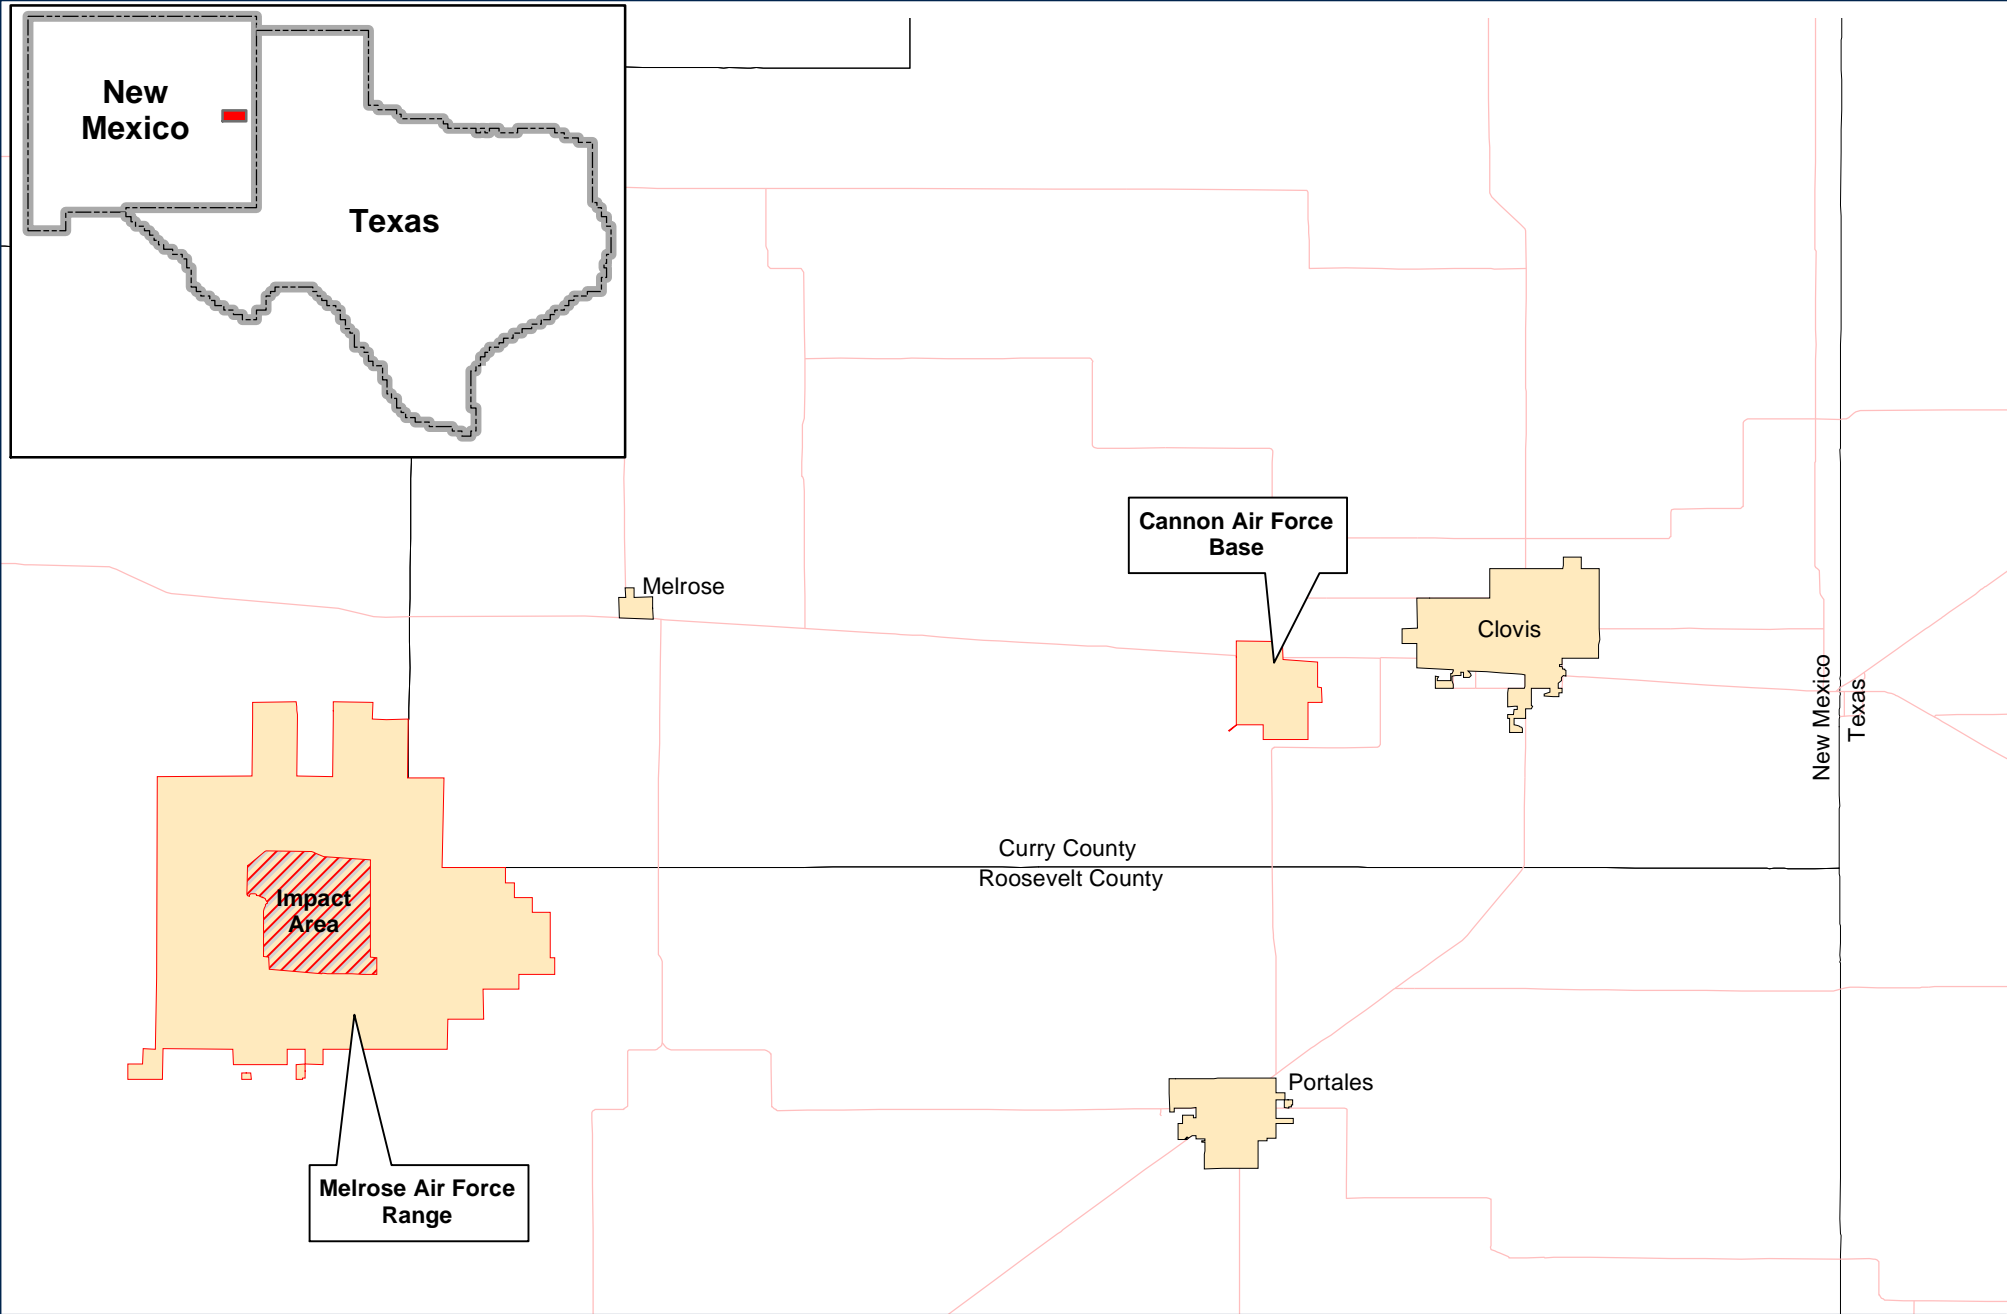 New
Mexico
Texas
Cannon Air Force
Base
Melrose
Clovis
New Mexico
Texas
Curry County
Roosevelt County
Impact
Area
Portales
Melrose Air Force
Range